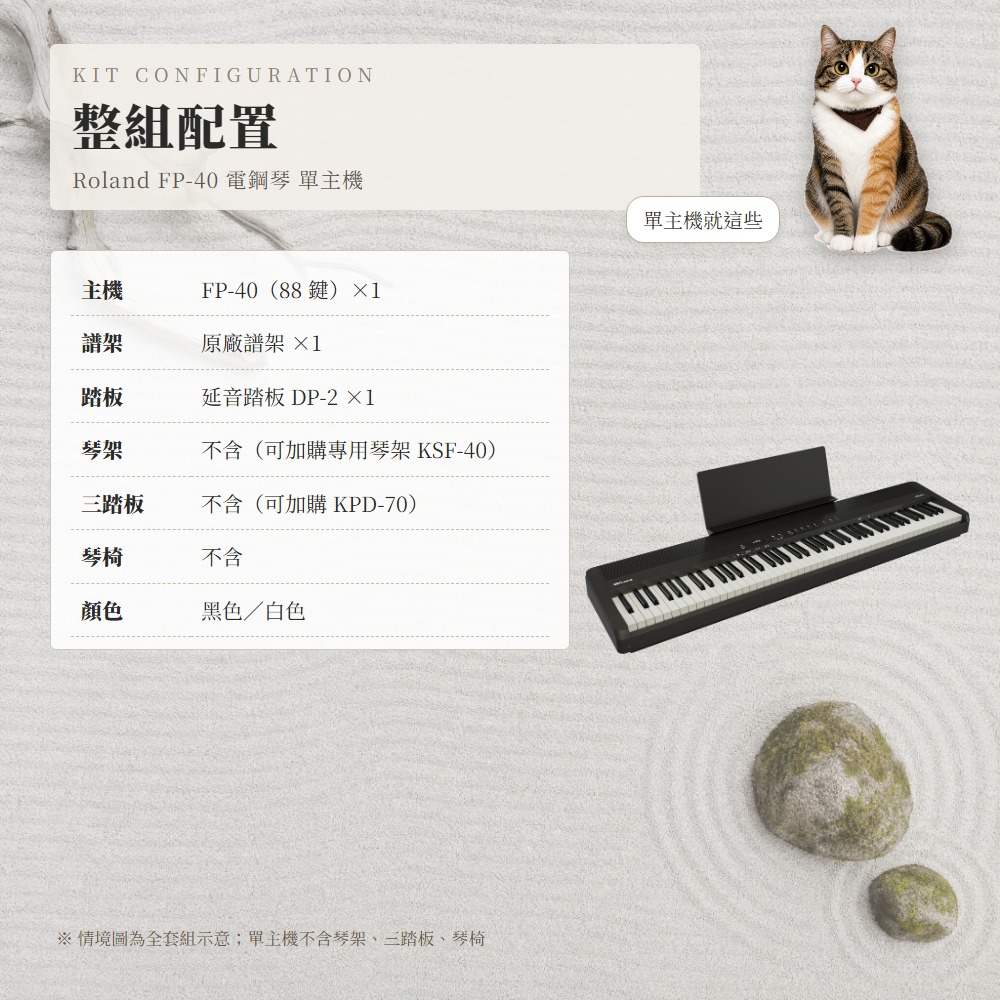 KIT CONFIGURATION
整組配置
Roland FP-40 電鋼琴 單主機
單主機就這些
主機 FP-40（88 鍵）×1
譜架 原廠譜架 ×1
踏板 延音踏板 DP-2 ×1
琴架 不含（可加購專用琴架 KSF-40）
三踏板 不含（可加購 KPD-70）
琴椅 不含
顏色 黑色／白色
※ 情境圖為全套組示意；單主機不含琴架、三踏板、琴椅